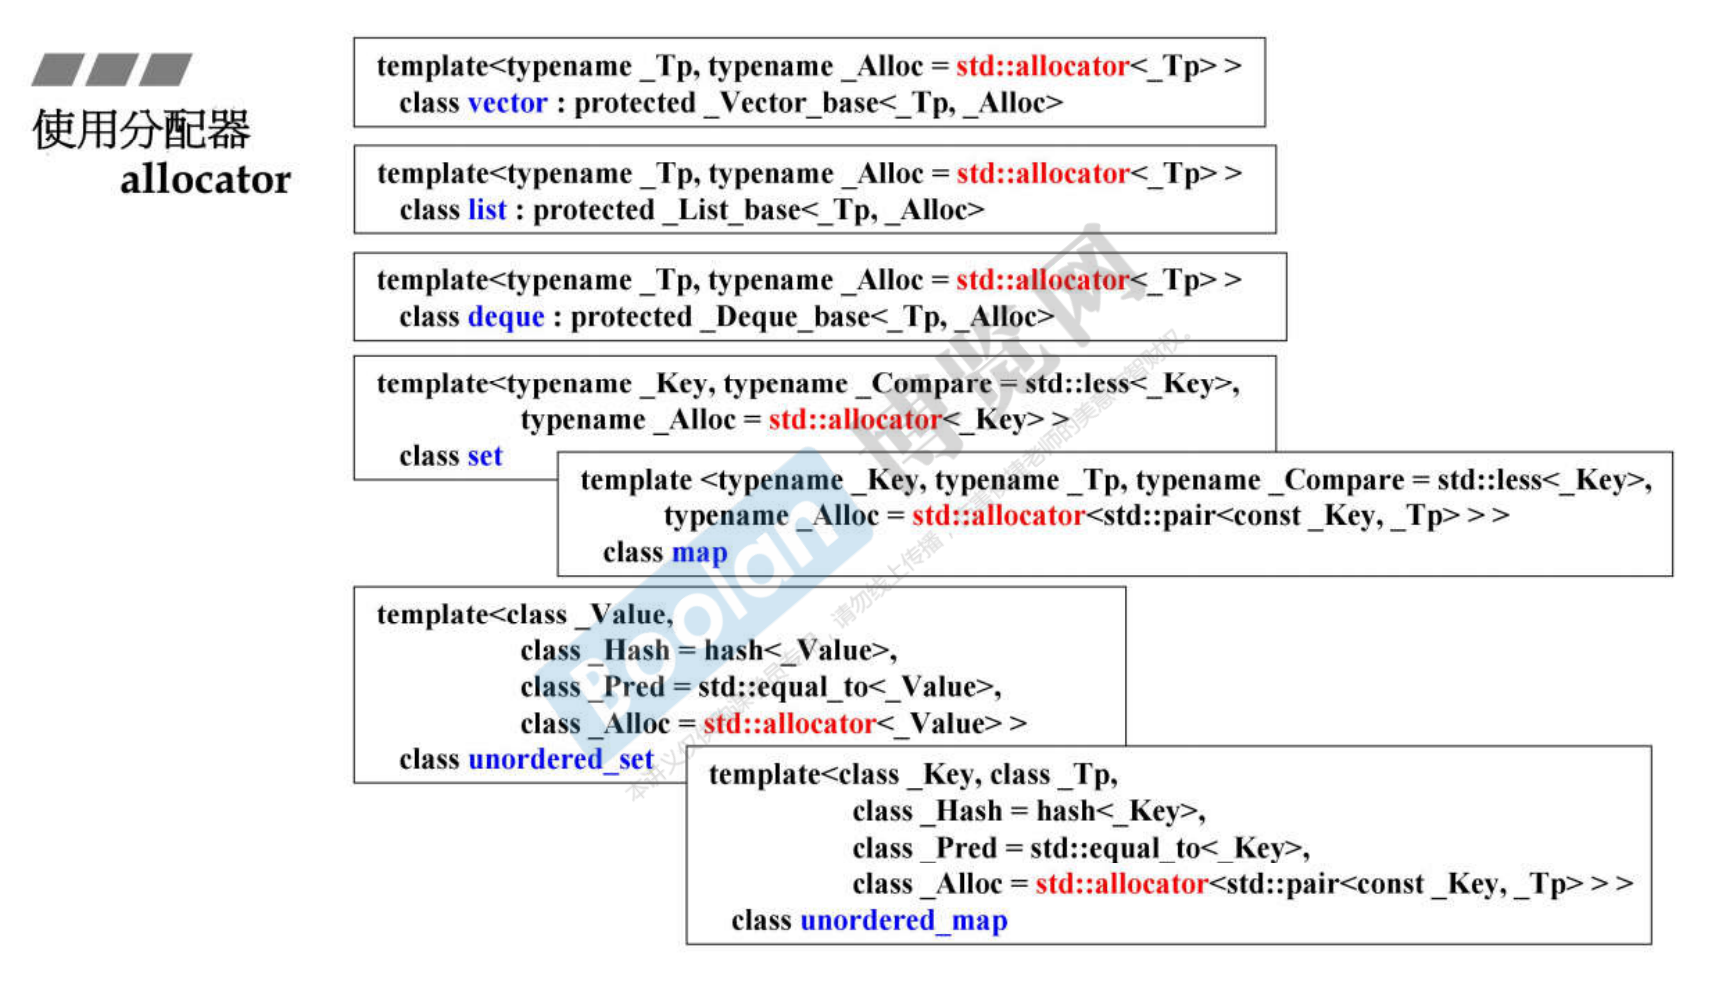 使用分配器
allocator
template<typename _Tp, typename _Alloc = std::allocator<_Tp> >
class vector : protected _Vector_base<_Tp, _Alloc>
template<typename _Tp, typename _Alloc = std::allocator<_Tp> >
class list : protected _List_base<_Tp, _Alloc>
template<typename _Tp, typename _Alloc = std::allocator<_Tp> >
class deque : protected _Deque_base<_Tp, _Alloc>
template<typename _Key, typename _Compare = std::less<_Key>,
typename _Alloc = std::allocator<_Key> >
class set
template <typename _Key, typename _Tp, typename _Compare = std::less<_Key>,
typename _Alloc = std::allocator<std::pair<const _Key, _Tp> > >
class map
template<class _Value,
class _Hash = hash<_Value>,
class _Pred = std::equal_to<_Value>,
class _Alloc = std::allocator<_Value> >
class unordered_set
template<class _Key, class _Tp,
class _Hash = hash<_Key>,
class _Pred = std::equal_to<_Key>,
class _Alloc = std::allocator<std::pair<const _Key, _Tp> > >
class unordered_map
Boolan 博览网